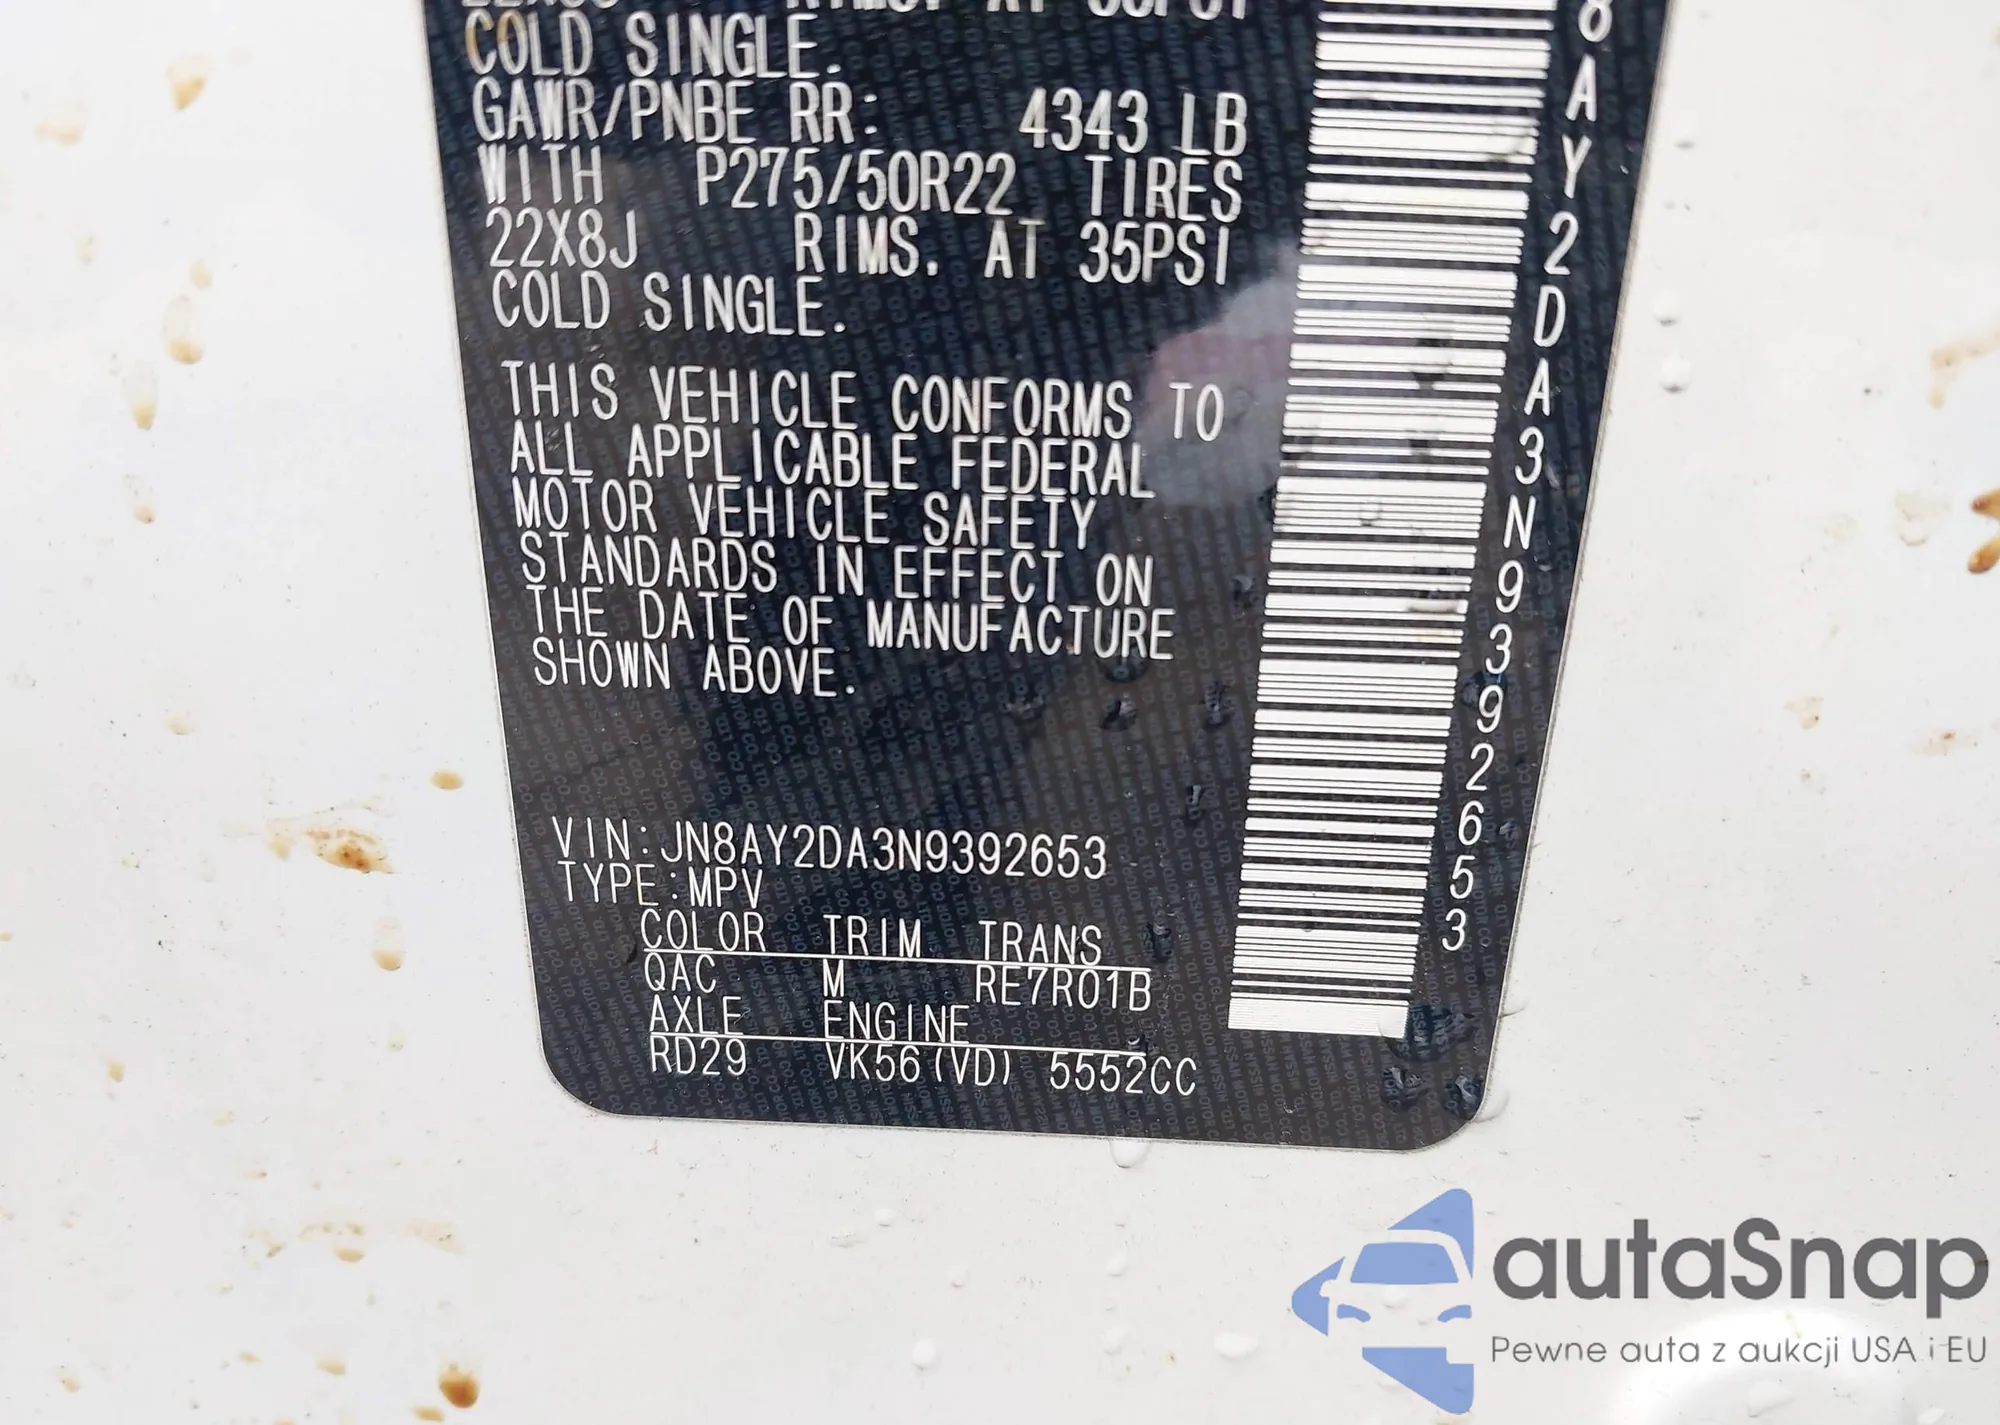 COLD SINGLE.
GAWR/PNBE RR: 4343 LB
WITH P275/50R22 TIRES
22X8J RIMS. AT 35PSI
COLD SINGLE.
THIS VEHICLE CONFORMS TO
ALL APPLICABLE FEDERAL
MOTOR VEHICLE SAFETY
STANDARDS IN EFFECT ON
THE DATE OF MANUFACTURE
SHOWN ABOVE.
VIN:JN8AY2DA3N9392653
TYPE:MPV
COLOR TRIM TRANS
QAC M RE7R01B
AXLE ENGINE
RD29 VK56(VD) 5552CC
8AY2DA3N9392653
autaSnap
Pewne auta z aukcji USA i EU